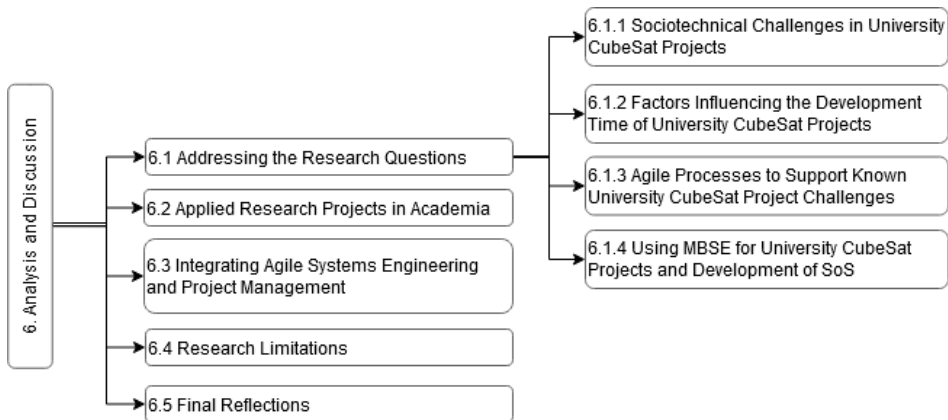 6. Analysis and Discussion
6.1 Addressing the Research Questions
6.2 Applied Research Projects in Academia
6.3 Integrating Agile Systems Engineering
and Project Management
6.4 Research Limitations
6.5 Final Reflections
6.1.1 Sociotechnical Challenges in University
CubeSat Projects
6.1.2 Factors Influencing the Development
Time of University CubeSat Projects
6.1.3 Agile Processes to Support Known
University CubeSat Project Challenges
6.1.4 Using MBSE for University CubeSat
Projects and Development of SoS